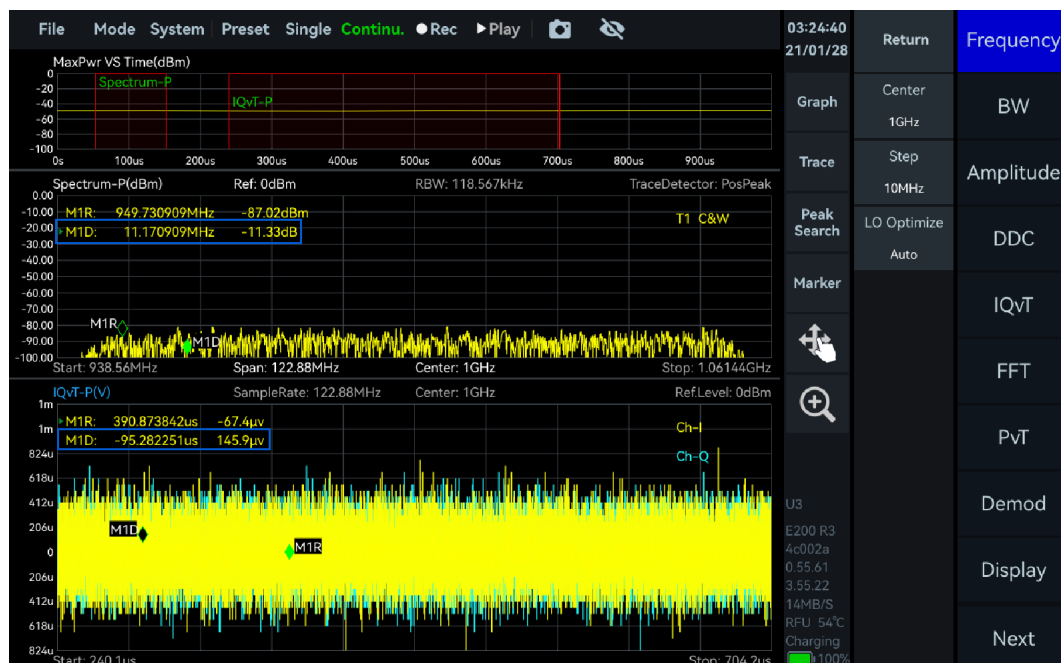 File Mode System Preset Single Continu. Rec Play
03:24:40
21/01/28
Return
Frequency
MaxPwr VS Time(dBm)
0
-20
-40
-60
-80
-100
Spectrum-P
IQvT-P
0s 100us 200us 300us 400us 500us 600us 700us 800us 900us
Graph
Center
1GHz
BW
Trace
Step
10MHz
Amplitude
Spectrum-P(dBm) Ref: 0dBm RBW: 118.567kHz TraceDetector: PosPeak
0.00
-10.00
-20.00
-30.00
-40.00
-50.00
-60.00
-70.00
-80.00
-90.00
-100.00
M1R: 949.730909MHz -87.02dBm
M1D: 11.170909MHz -11.33dB
T1 C&W
M1R
M1D
Start: 938.56MHz Span: 122.88MHz Center: 1GHz Stop: 1.06144GHz
Peak
Search
LO Optimize
Auto
DDC
Marker
IQvT
FFT
IQvT-P(V) SampleRate: 122.88MHz Center: 1GHz Ref.Level: 0dBm
1m
1m
824u
618u
412u
206u
0
206u
412u
618u
824u
M1R: 390.873842us -67.4μv
M1D: -95.282251us 145.9μv
Ch-I
Ch-Q
M1D
M1R
Start: 240.1us Stop: 704.2us
PvT
Demod
Display
Next
U3
E200 R3
4c002a
0.55.61
3.55.22
14MB/S
RFU 54°C
Charging
100%